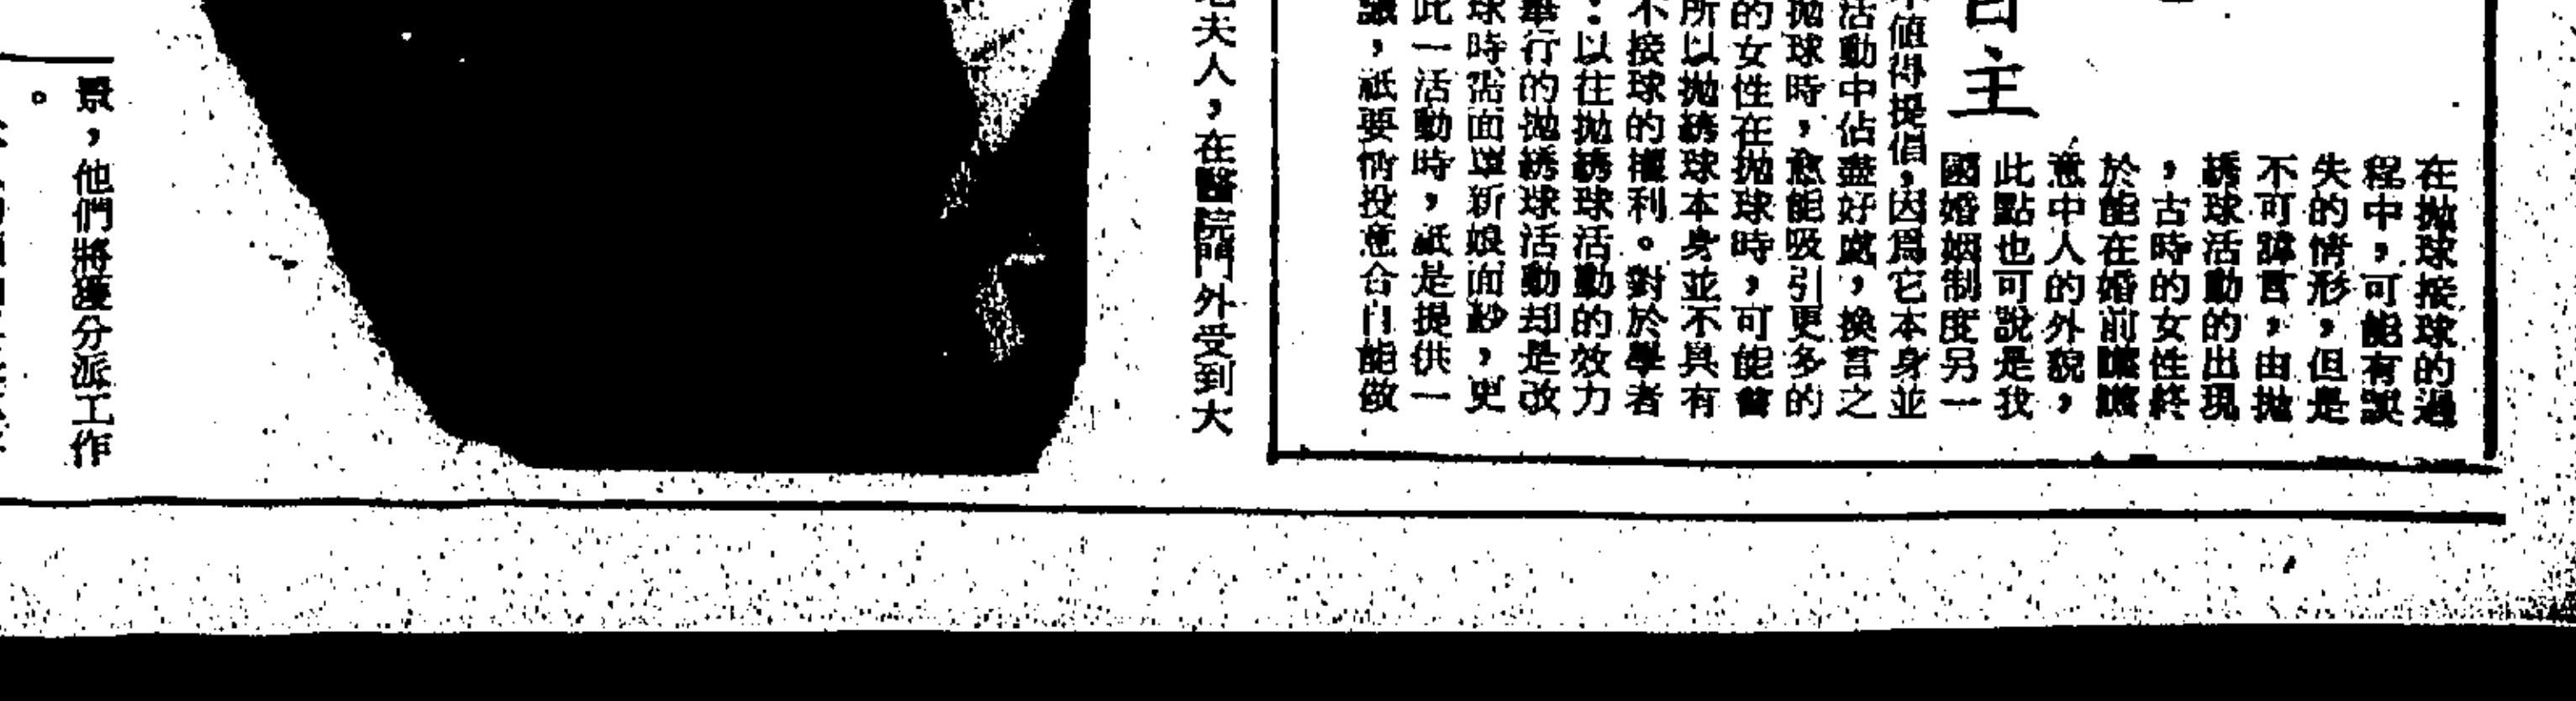 主
在拋球接球的過
程中，可能有誤
失的情形，但是
不可諱言，由拋
綉球活動的出現
，古時的女性終
於能在婚前瞧瞧
意中人的外貌，
此點也可說是我
國婚姻制度另一
值得提倡，因爲它本身並
活動中佔盡好處，換言之
拋球時，愈能吸引更多的
的女性在拋球時，可能會
所以拋綉球本身並不具有
不接球的權利。對於學者
：以往拋綉球活動的效力
舉行的拋綉球活動却是改
球時需面罩新娘面紗，更
此一活動時，祇是提供一
議，祇要情投意合能做
夫人，在醫院門外受到大
景，他們將獲分派工作
。